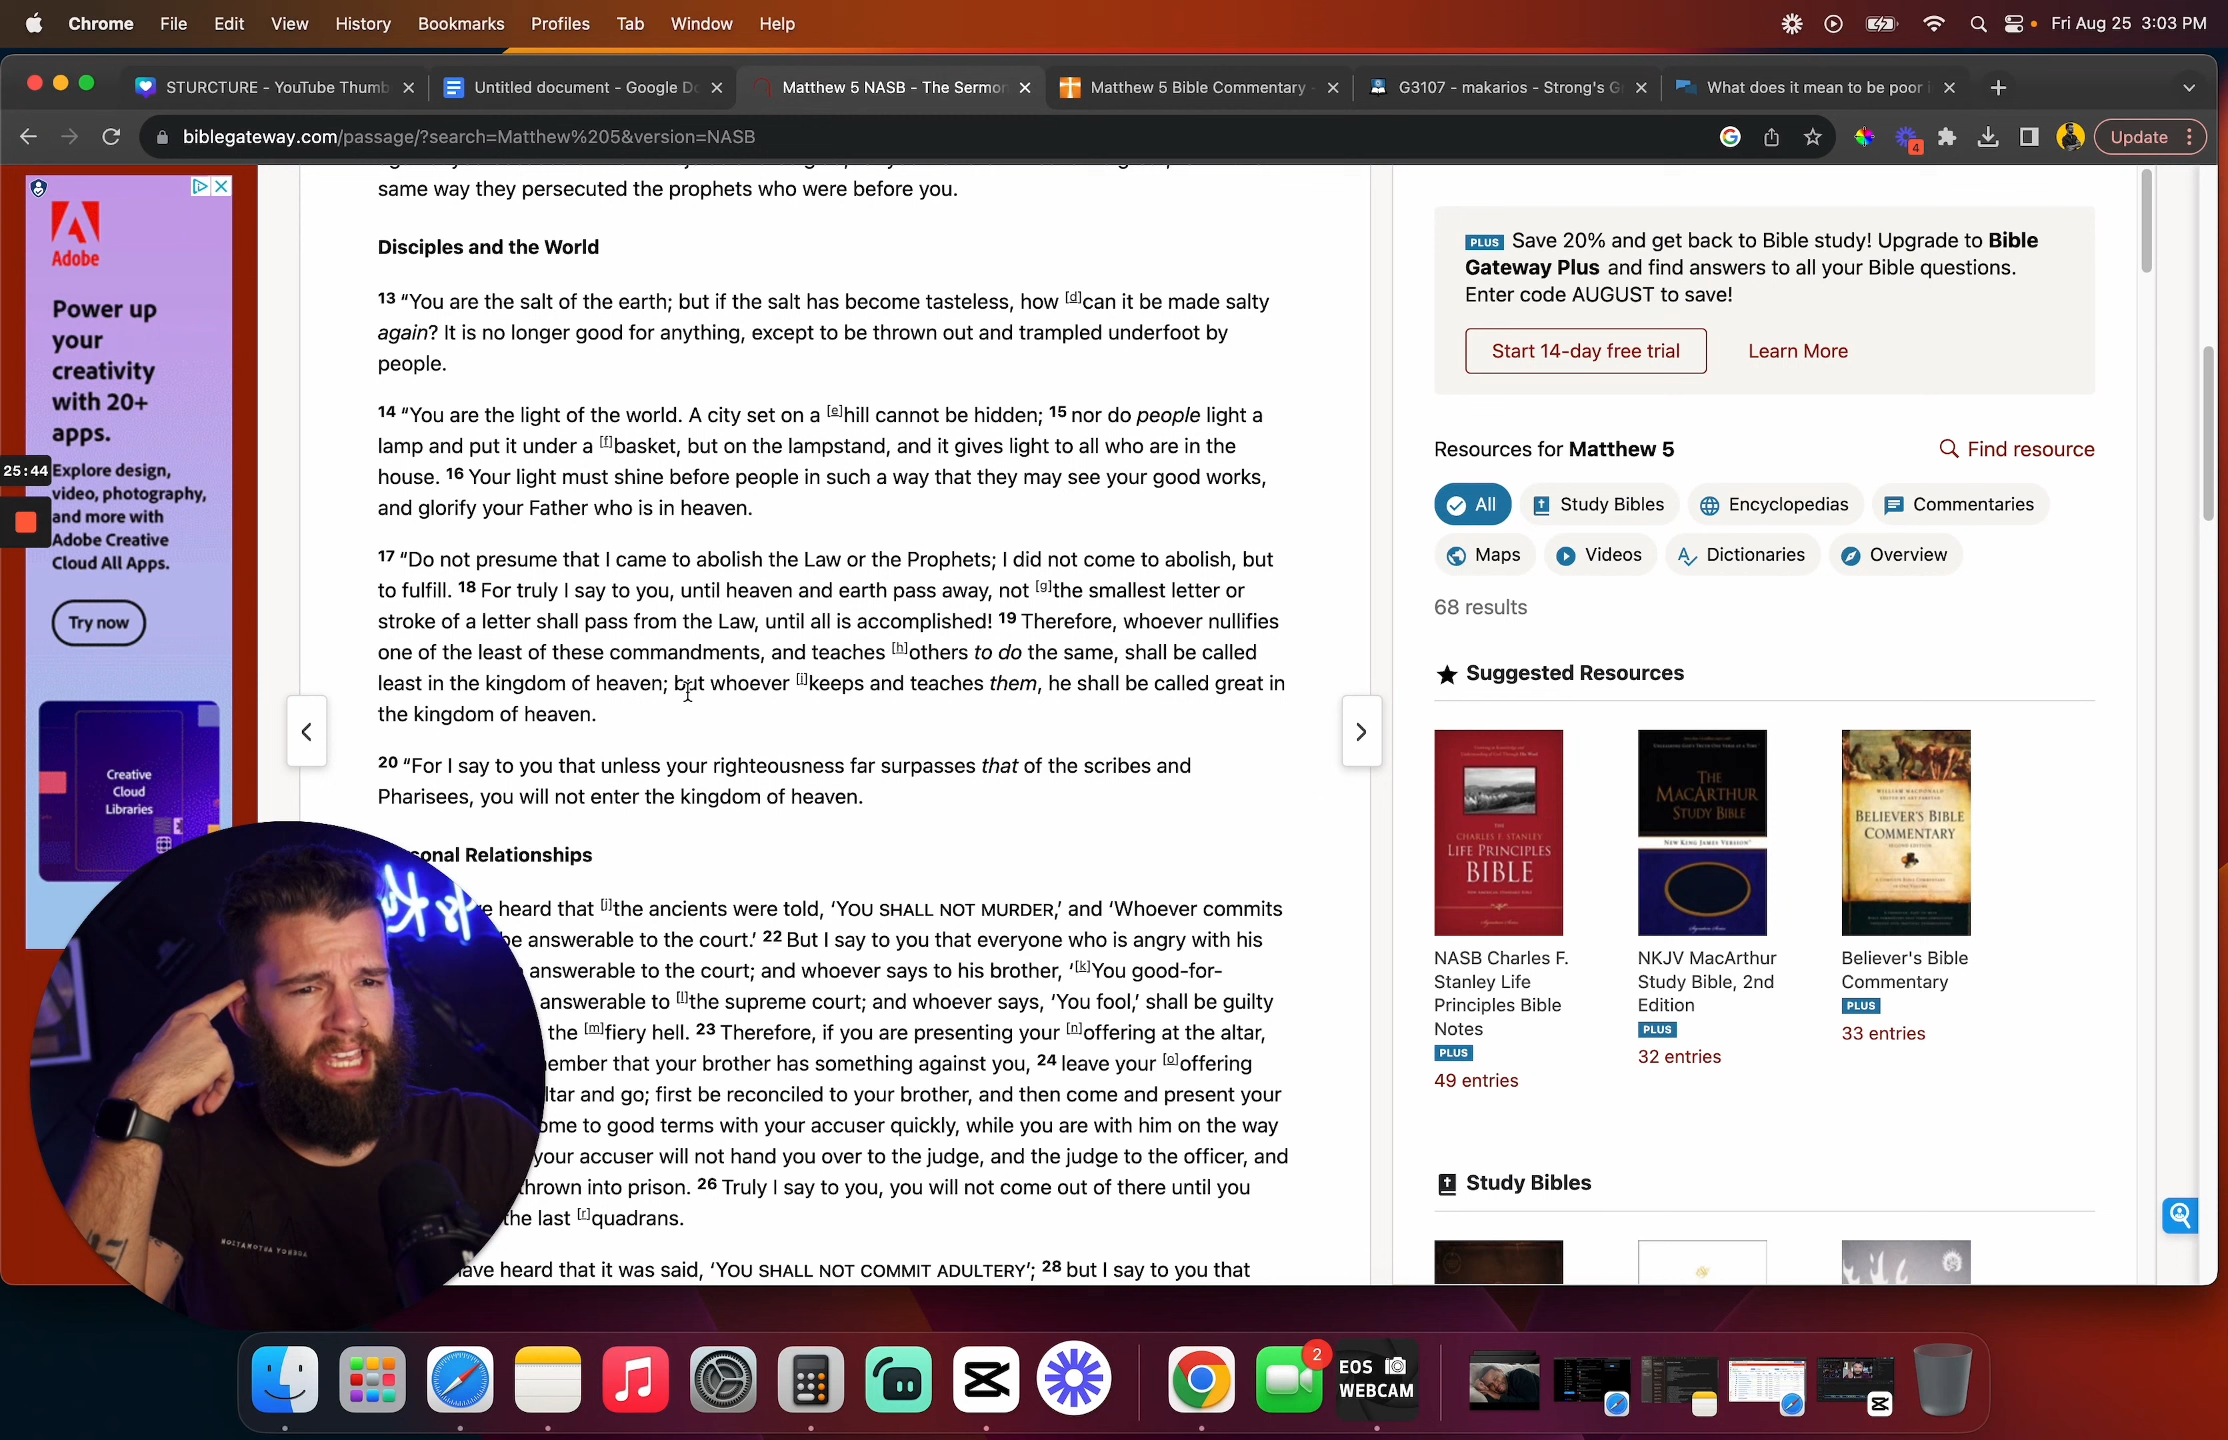 Chrome File Edit View History Bookmarks Profiles Tab Window Help
Fri Aug 25 3:03 PM
STURCTURE - YouTube Thumb
Untitled document - Google Do
Matthew 5 NASB - The Sermo
Matthew 5 Bible Commentary -
G3107 - makarios - Strong's G
What does it mean to be poor i
biblegateway.com/passage/?search=Matthew%205&version=NASB
4
Update
same way they persecuted the prophets who were before you.
Disciples and the World
13 “You are the salt of the earth; but if the salt has become tasteless, how [d]can it be made salty
again? It is no longer good for anything, except to be thrown out and trampled underfoot by
people.
14 “You are the light of the world. A city set on a [e]hill cannot be hidden; 15 nor do people light a
lamp and put it under a [f]basket, but on the lampstand, and it gives light to all who are in the
house. 16 Your light must shine before people in such a way that they may see your good works,
and glorify your Father who is in heaven.
17 “Do not presume that I came to abolish the Law or the Prophets; I did not come to abolish, but
to fulfill. 18 For truly I say to you, until heaven and earth pass away, not [g]the smallest letter or
stroke of a letter shall pass from the Law, until all is accomplished! 19 Therefore, whoever nullifies
one of the least of these commandments, and teaches [h]others to do the same, shall be called
least in the kingdom of heaven; but whoever [i]keeps and teaches them, he shall be called great in
the kingdom of heaven.
20 “For I say to you that unless your righteousness far surpasses that of the scribes and
Pharisees, you will not enter the kingdom of heaven.
sonal Relationships
e heard that [j]the ancients were told, ‘YOU SHALL NOT MURDER,’ and ‘Whoever commits
be answerable to the court.’ 22 But I say to you that everyone who is angry with his
answerable to the court; and whoever says to his brother, ‘[k]You good-for-
answerable to [l]the supreme court; and whoever says, ‘You fool,’ shall be guilty
the [m]fiery hell. 23 Therefore, if you are presenting your [n]offering at the altar,
ember that your brother has something against you, 24 leave your [o]offering
ltar and go; first be reconciled to your brother, and then come and present your
ome to good terms with your accuser quickly, while you are with him on the way
your accuser will not hand you over to the judge, and the judge to the officer, and
thrown into prison. 26 Truly I say to you, you will not come out of there until you
the last [r]quadrans.
ave heard that it was said, ‘YOU SHALL NOT COMMIT ADULTERY’; 28 but I say to you that
Adobe
Power up
your
creativity
with 20+
apps.
Explore design,
video, photography,
and more with
Adobe Creative
Cloud All Apps.
Try now
Creative
Cloud
Libraries
25:44
PLUS Save 20% and get back to Bible study! Upgrade to Bible
Gateway Plus and find answers to all your Bible questions.
Enter code AUGUST to save!
Start 14-day free trial
Learn More
Resources for Matthew 5
Find resource
All
Study Bibles
Encyclopedias
Commentaries
Maps
Videos
Dictionaries
Overview
68 results
Suggested Resources
THE
CHARLES F. STANLEY
LIFE PRINCIPLES
BIBLE
THE
MACARTHUR
STUDY BIBLE
NEW KING JAMES VERSION
WILLIAM MACDONALD
BELIEVER'S BIBLE
COMMENTARY
NASB Charles F.
Stanley Life
Principles Bible
Notes
PLUS
49 entries
NKJV MacArthur
Study Bible, 2nd
Edition
PLUS
32 entries
Believer's Bible
Commentary
PLUS
33 entries
Study Bibles
2
EOS
WEBCAM